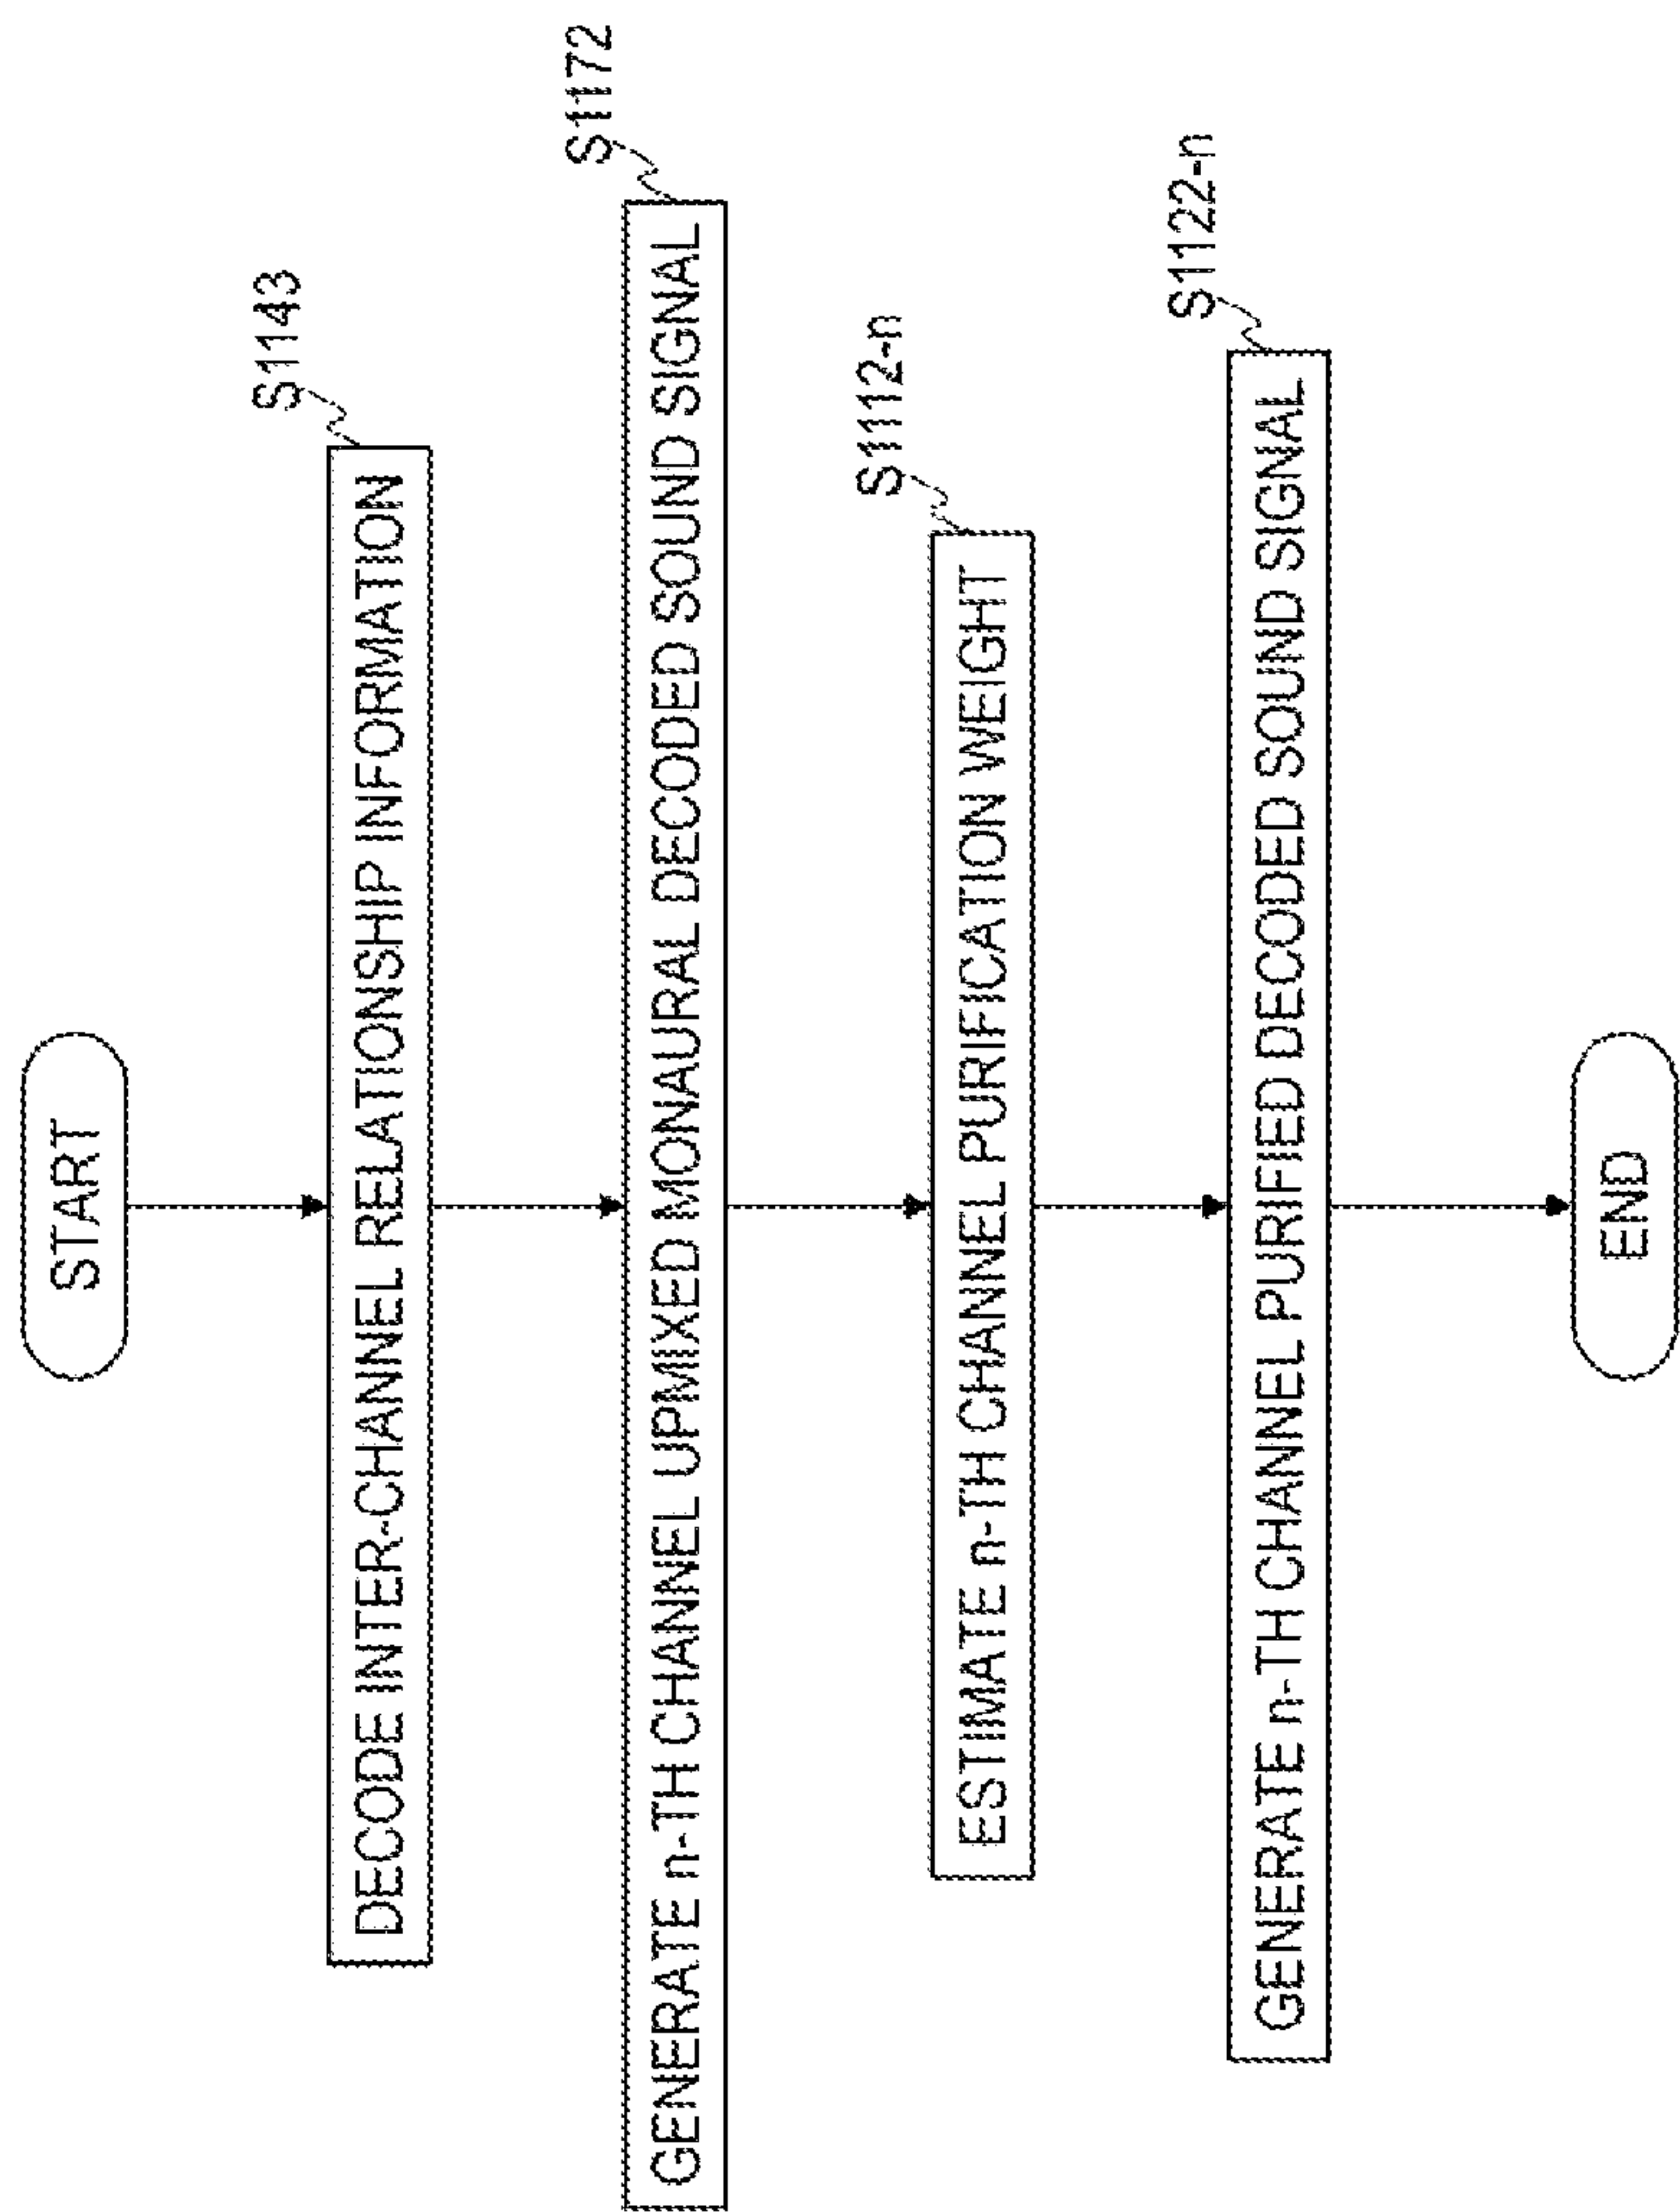 START
S1143
DECODE INTER-CHANNEL RELATIONSHIP INFORMATION
S1172
GENERATE n-TH CHANNEL UPMIXED MONAURAL DECODED SOUND SIGNAL
S1112-n
ESTIMATE n-TH CHANNEL PURIFICATION WEIGHT
S1122-n
GENERATE n-TH CHANNEL PURIFIED DECODED SOUND SIGNAL
END